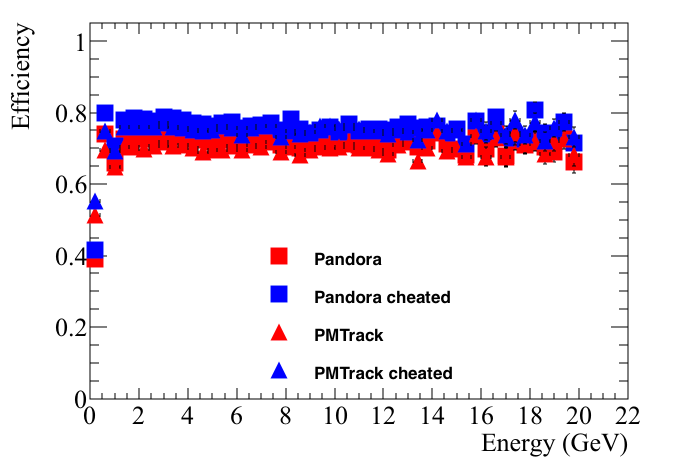 Efficiency
1
0.8
0.6
0.4
0.2
0
Pandora
Pandora cheated
PMTrack
PMTrack cheated
0 2 4 6 8 10 12 14 16 18 20 22
Energy (GeV)